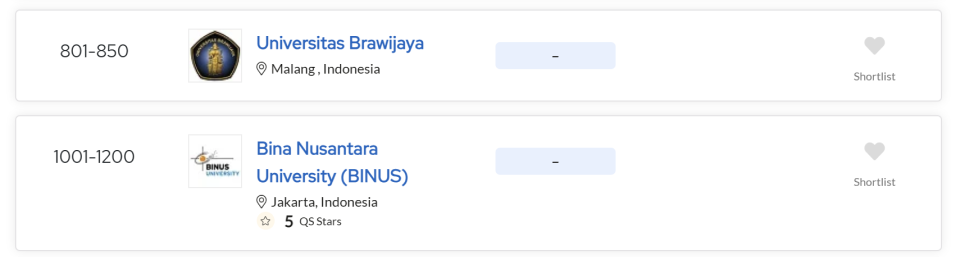 801-850
Universitas Brawijaya
Malang , Indonesia
–
Shortlist
1001-1200
BINUS
UNIVERSITY
Bina Nusantara
University (BINUS)
Jakarta, Indonesia
5 QS Stars
–
Shortlist